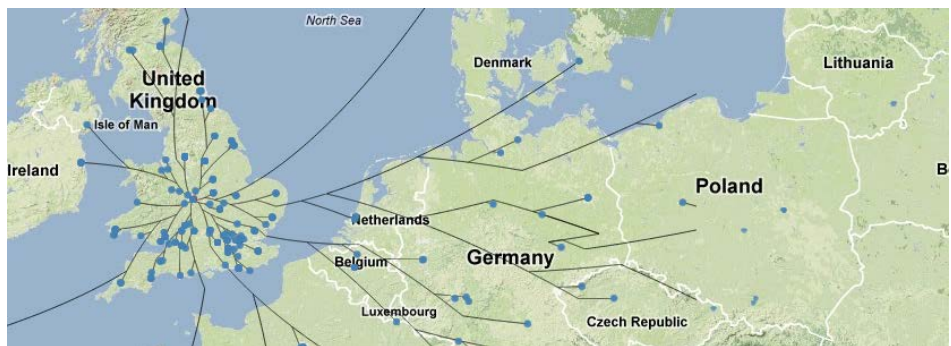 North Sea
Denmark
Lithuania
United
Kingdom
Isle of Man
Ireland
Poland
B
Netherlands
Germany
Belgium
Luxembourg
Czech Republic